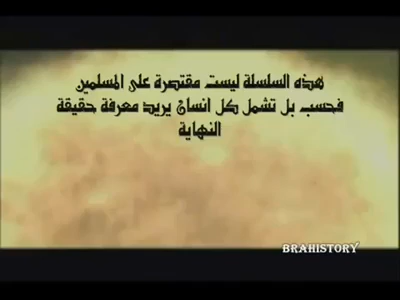 هذه السلسلة ليست مقتصرة على المسلمين
فحسب بل تشمل كل انسان يريد معرفة حقيقة
النهاية
BRAHISTORY